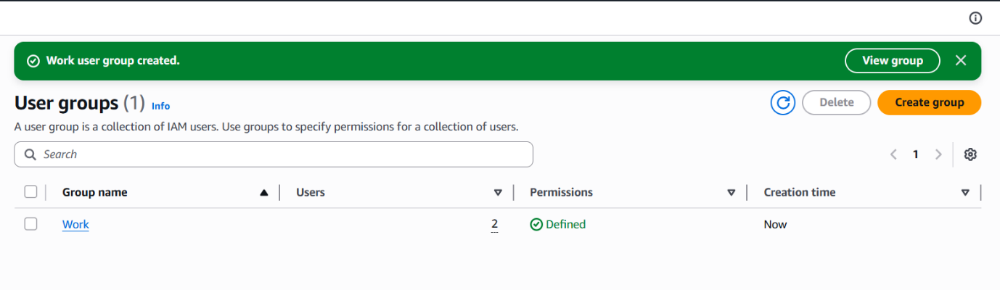 Work user group created.
View group
User groups (1) Info
Delete
Create group
A user group is a collection of IAM users. Use groups to specify permissions for a collection of users.
Search
1
Group name
Users
Permissions
Creation time
Work
2
Defined
Now